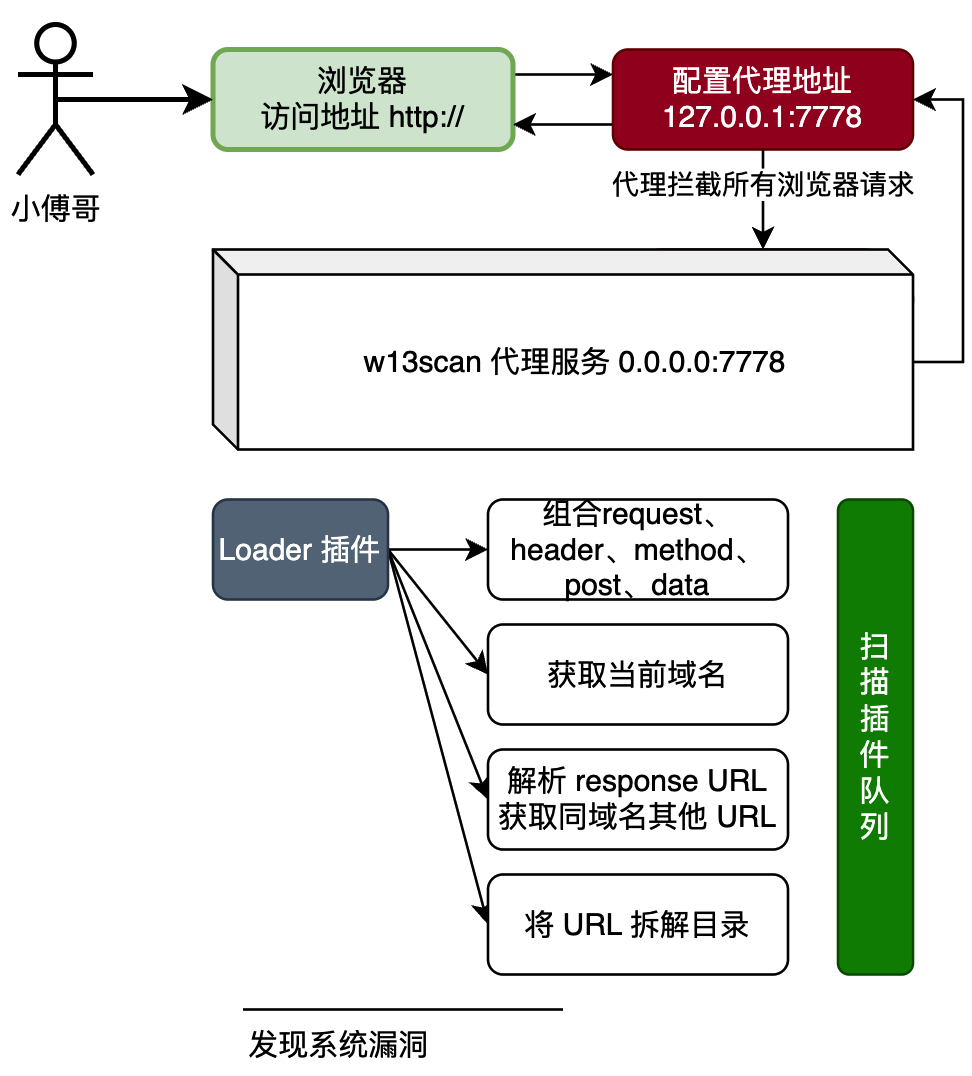 浏览器
访问地址 http://
配置代理地址
127.0.0.1:7778
小傅哥
代理拦截所有浏览器请求
w13scan 代理服务 0.0.0.0:7778
Loader 插件
组合request、
header、method、
post、data
获取当前域名
解析 response URL
获取同域名其他 URL
将 URL 拆解目录
扫
描
插
件
队
列
发现系统漏洞